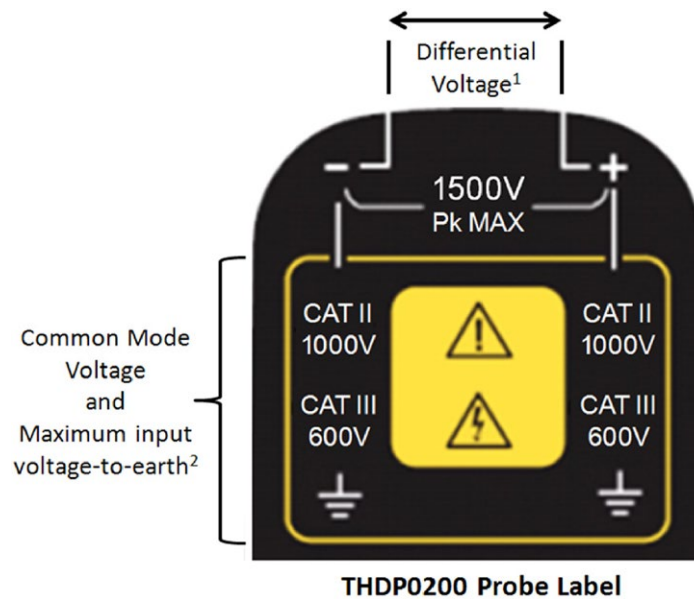 Differential
Voltage¹
- +
1500V
Pk MAX
Common Mode
Voltage
and
Maximum input
voltage-to-earth²
CAT II
1000V
CAT III
600V
CAT II
1000V
CAT III
600V
THDP0200 Probe Label